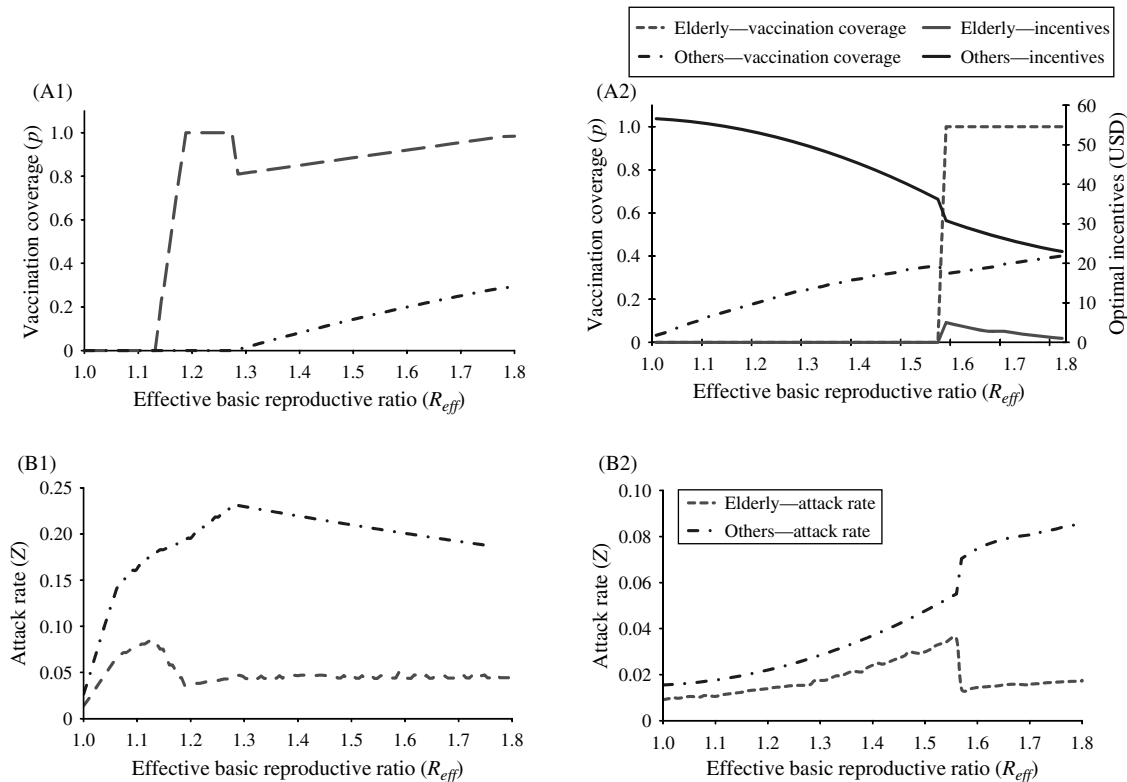 Elderly—vaccination coverage
Elderly—incentives
Others—vaccination coverage
Others—incentives
(A1)
Vaccination coverage (p)
1.0
0.8
0.6
0.4
0.2
0
1.0 1.1 1.2 1.3 1.4 1.5 1.6 1.7 1.8
Effective basic reproductive ratio (Reff)
(A2)
Vaccination coverage (p)
1.0
0.8
0.6
0.4
0.2
0
60
50
40
30
20
10
0
Optimal incentives (USD)
1.0 1.1 1.2 1.3 1.4 1.5 1.6 1.7 1.8
Effective basic reproductive ratio (Reff)
(B1)
Attack rate (Z)
0.25
0.20
0.15
0.10
0.05
0
1.0 1.1 1.2 1.3 1.4 1.5 1.6 1.7 1.8
Effective basic reproductive ratio (Reff)
(B2)
Attack rate (Z)
0.10
0.08
0.06
0.04
0.02
0
Elderly—attack rate
Others—attack rate
1.0 1.1 1.2 1.3 1.4 1.5 1.6 1.7 1.8
Effective basic reproductive ratio (Reff)